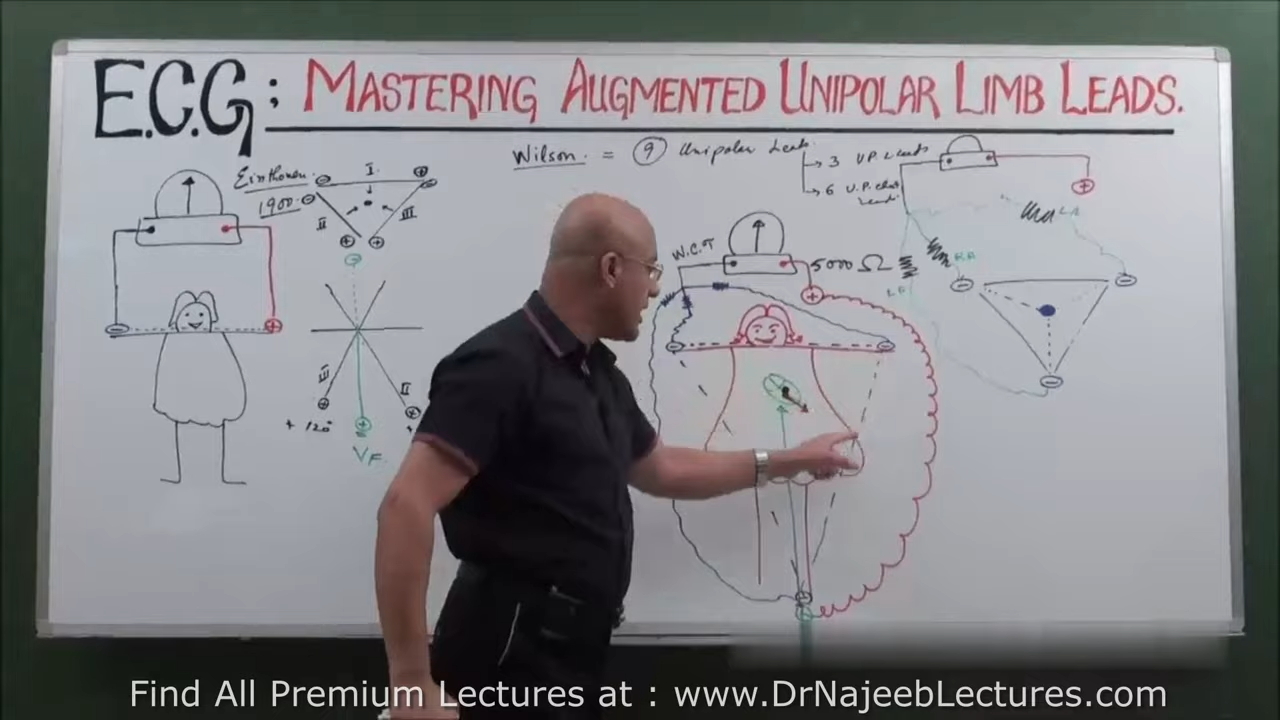 E.C.G: MASTERING AUGMENTED UNIPOLAR LIMB LEADS.
Wilson. = 9 Unipolar Leads.
→ 3 U.P. Leads
→ 6 U.P. chest Leads
Einthoven.
1900.
I.
II
III
W.C.T
5000 Ω
LA
RA
LF
III
II
+ 120°
+
VF.
Find All Premium Lectures at : www.DrNajeebLectures.com